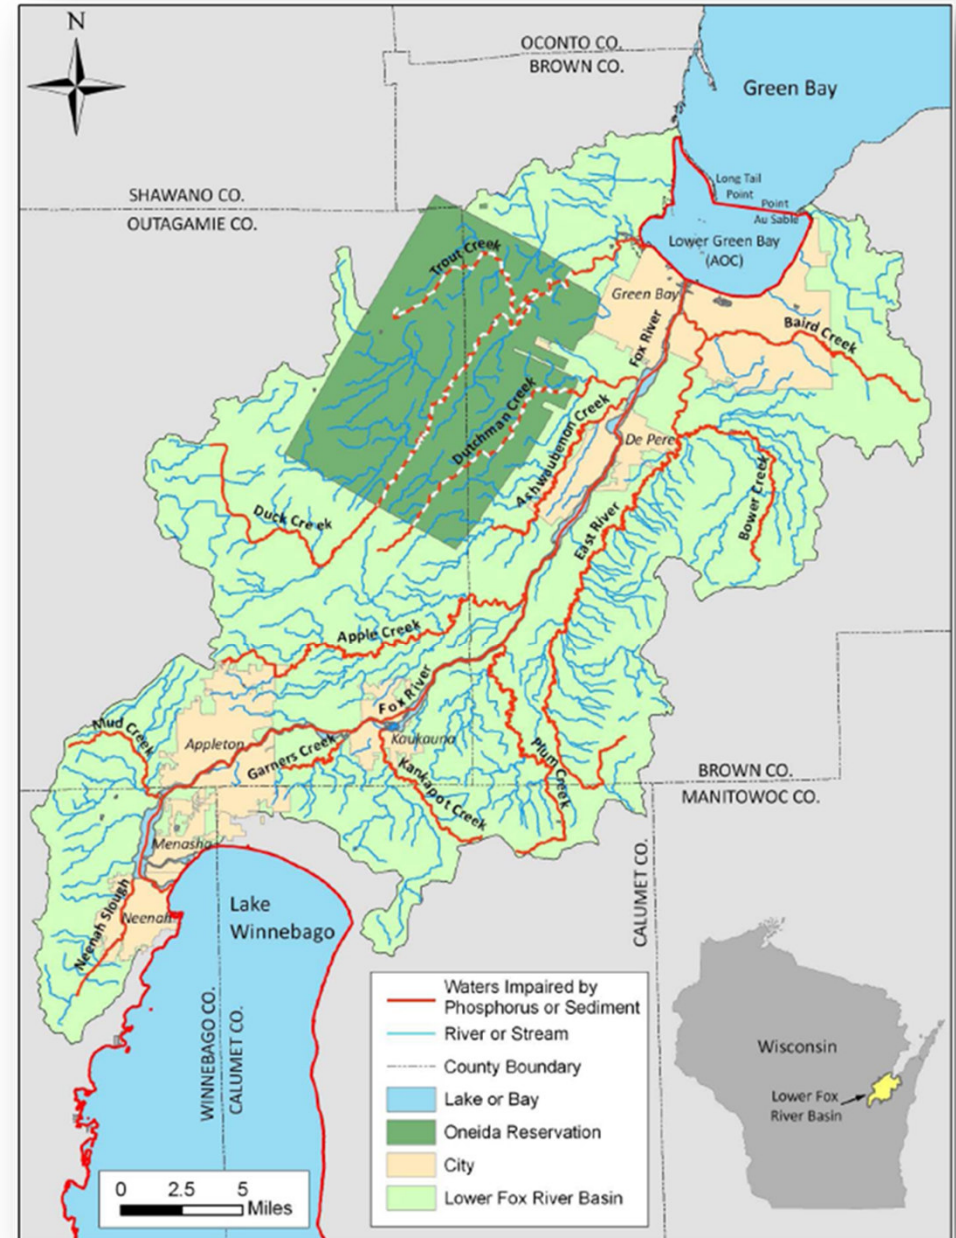 N
OCONTO CO.
BROWN CO.
Green Bay
SHAWANO CO.
OUTAGAMIE CO.
Long Tail
Point
Point
Au Sable
Lower Green Bay
(AOC)
Trout Creek
Green Bay
Fox River
Baird Creek
Dutchman Creek
Ashwaubenon Creek
De Pere
Duck Creek
East River
Bower Creek
Apple Creek
Fox River
Mud Creek
Appleton
Garners Creek
Kaukauna
Kankapot Creek
Plum Creek
BROWN CO.
MANITOWOC CO.
CALUMET CO.
Menasha
Neenah Slough
Neenah
Lake
Winnebago
WINNEBAGO CO.
CALUMET CO.
Waters Impaired by
Phosphorus or Sediment
River or Stream
County Boundary
Lake or Bay
Oneida Reservation
City
Lower Fox River Basin
0 2.5 5
Miles
Wisconsin
Lower Fox
River Basin